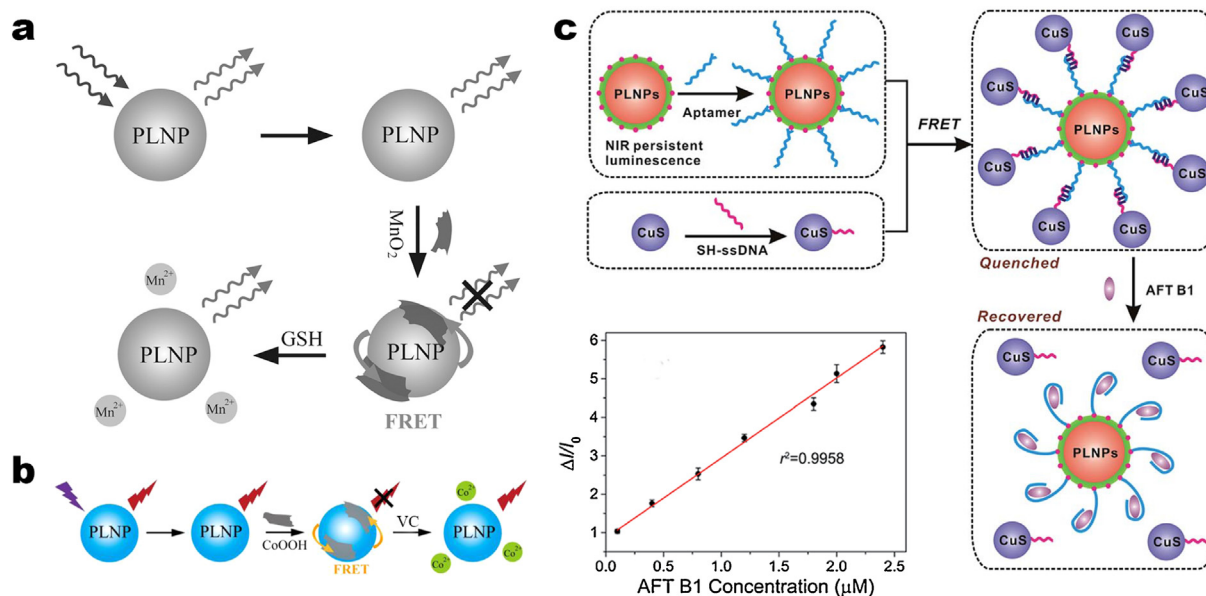 a
PLNP
PLNP
MnO2
PLNP
FRET
GSH
PLNP
Mn2+
Mn2+
Mn2+
b
PLNP
PLNP
CoOOH
PLNP
FRET
VC
PLNP
Co2+
Co2+
Co2+
c
PLNPs
Aptamer
PLNPs
NIR persistent
luminescence
CuS
SH-ssDNA
CuS
FRET
CuS
CuS
CuS
CuS
PLNPs
CuS
CuS
CuS
CuS
Quenched
AFT B1
Recovered
CuS
CuS
PLNPs
CuS
CuS
ΔI/I0
6
5
4
3
2
1
r²=0.9958
0.0 0.5 1.0 1.5 2.0 2.5
AFT B1 Concentration (μM)